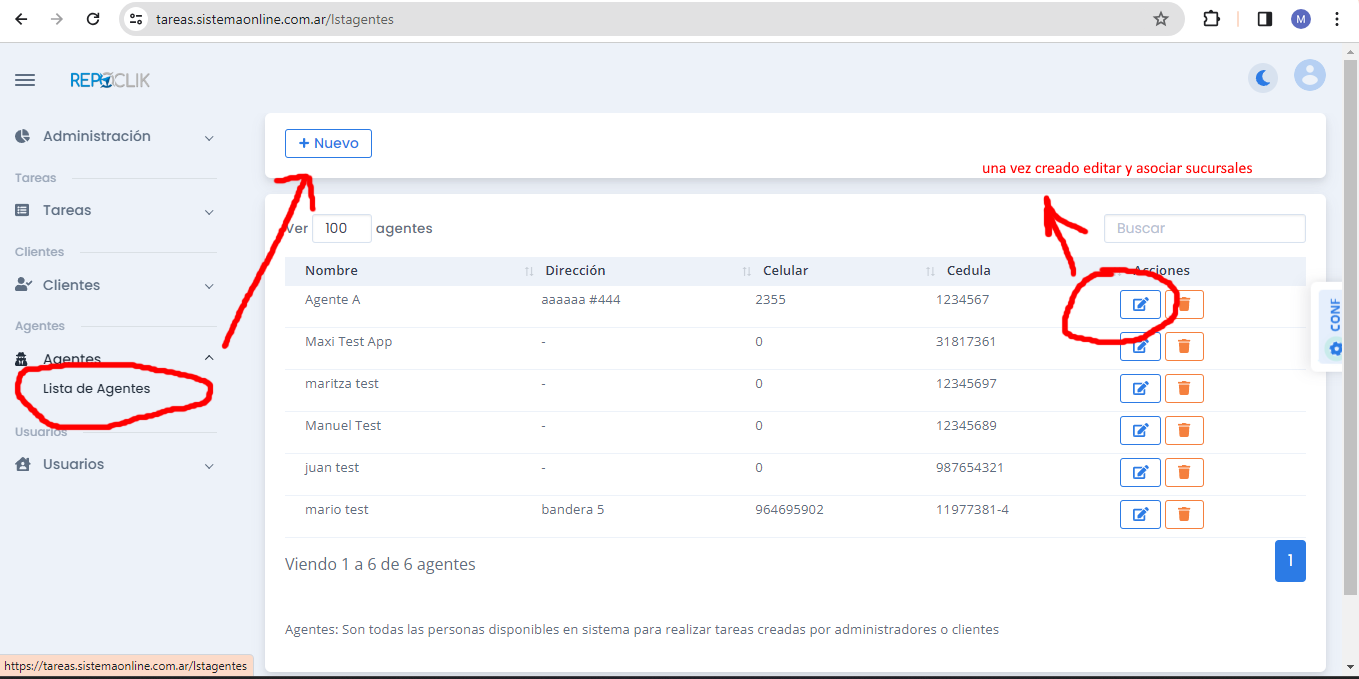 tareas.sistemaonline.com.ar/lstagentes
M
REPOCLIK
Administración
Tareas
Tareas
Clientes
Clientes
Agentes
Agentes
Lista de Agentes
Usuarios
Usuarios
+ Nuevo
una vez creado editar y asociar sucursales
Ver 100 agentes
Buscar
Nombre Dirección Celular Cedula Acciones
Agente A aaaaaa #444 2355 1234567
Maxi Test App - 0 31817361
maritza test - 0 12345697
Manuel Test - 0 12345689
juan test - 0 987654321
mario test bandera 5 964695902 11977381-4
Viendo 1 a 6 de 6 agentes
1
Agentes: Son todas las personas disponibles en sistema para realizar tareas creadas por administradores o clientes
CONF
https://tareas.sistemaonline.com.ar/lstagentes